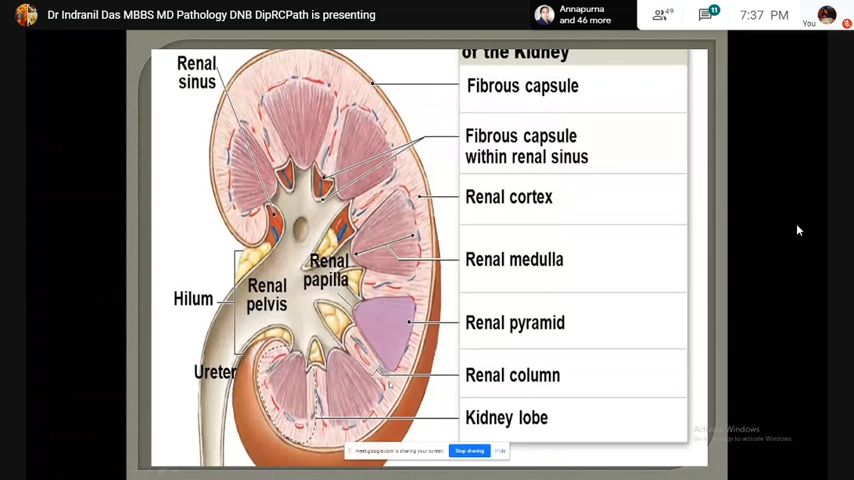 Dr Indranil Das MBBS MD Pathology DNB DipRCPath is presenting
Annapurna
and 46 more
49
11
7:37 PM
You
of the Kidney
Renal
sinus
Fibrous capsule
Fibrous capsule
within renal sinus
Renal cortex
Renal medulla
Renal
papilla
Renal
pelvis
Hilum
Renal pyramid
Ureter
Renal column
Kidney lobe
Activate Windows
Go to Settings to activate Windows.
meet.google.com is sharing your screen.
Stop sharing
Hide